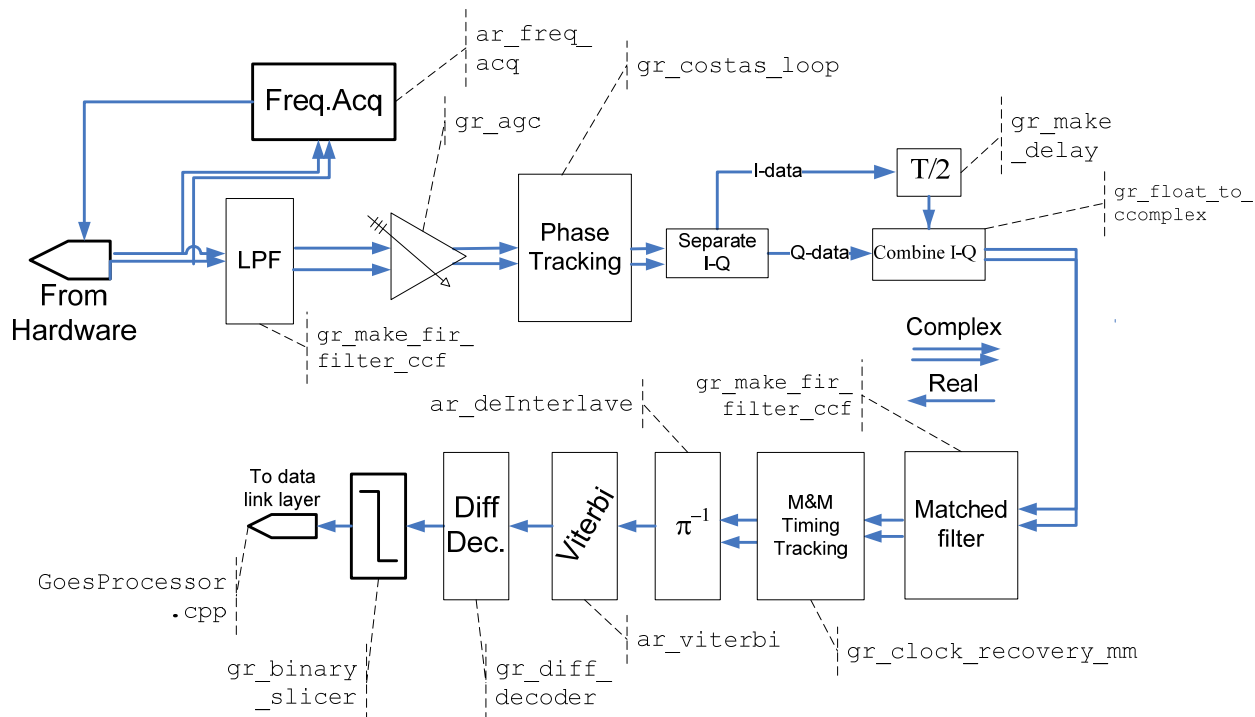 ar_freq_
acq
gr_costas_loop
Freq.Acq
gr_agc
gr_make
_delay
I-data
T/2
gr_float_to_
ccomplex
LPF
Phase
Tracking
Separate
I-Q
Q-data
Combine I-Q
From
Hardware
gr_make_fir_
filter_ccf
Complex
Real
ar_deInterlave
gr_make_fir_
filter_ccf
To data
link layer
Diff
Dec.
Viterbi
π⁻¹
M&M
Timing
Tracking
Matched
filter
GoesProcessor
.cpp
gr_binary
_slicer
gr_diff_
decoder
ar_viterbi
gr_clock_recovery_mm